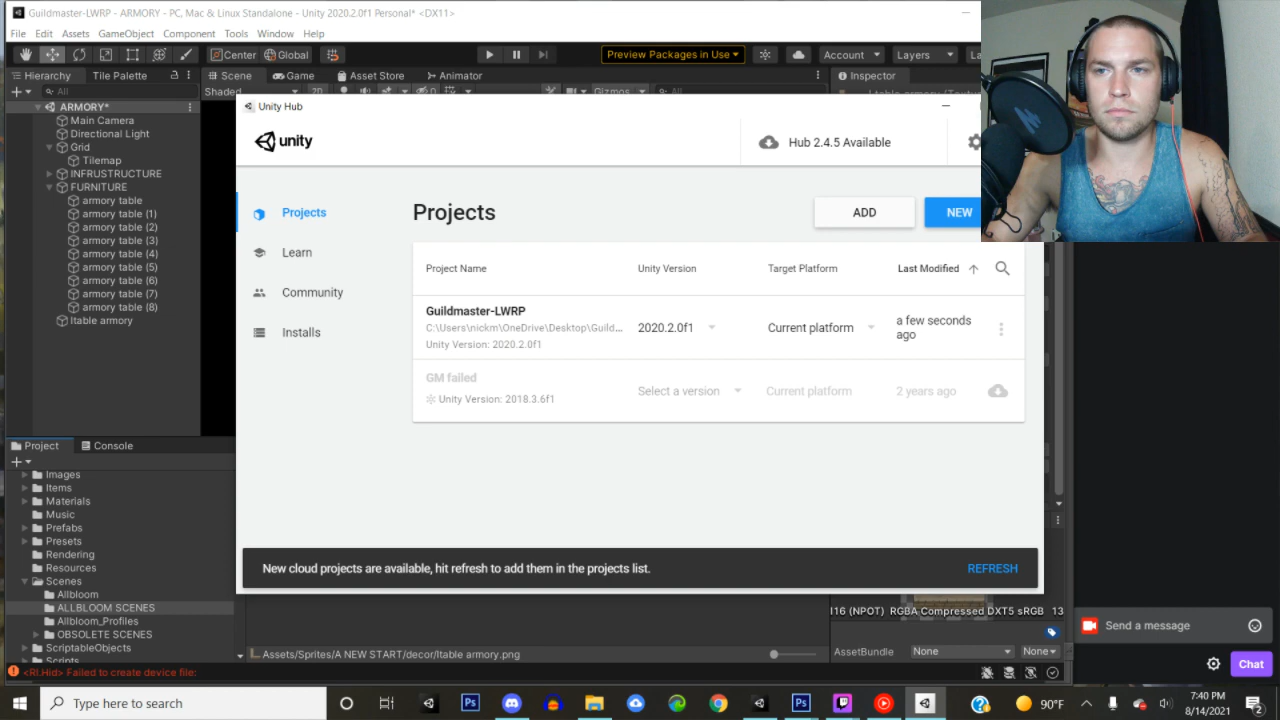 Guildmaster-LWRP - ARMORY - PC, Mac & Linux Standalone - Unity 2020.2.0f1 Personal* <DX11>
File Edit Assets GameObject Component Tools Window Help
Center Global Preview Packages in Use Account Layers La
Hierarchy Tile Palette Scene Game Asset Store Animator Inspector
All Shaded 2D Gizmos All
ARMORY*
Main Camera
Directional Light
Grid
Tilemap
INFRUSTRUCTURE
FURNITURE
armory table
armory table (1)
armory table (2)
armory table (3)
armory table (4)
armory table (5)
armory table (6)
armory table (7)
armory table (8)
ltable armory
Unity Hub
unity
Hub 2.4.5 Available
Projects
Learn
Community
Installs
Projects
ADD NEW
Project Name Unity Version Target Platform Last Modified
Guildmaster-LWRP
C:\Users\nickm\OneDrive\Desktop\Guild...
Unity Version: 2020.2.0f1
2020.2.0f1 Current platform
a few seconds
ago
GM failed
Unity Version: 2018.3.6f1
Select a version Current platform 2 years ago
New cloud projects are available, hit refresh to add them in the projects list. REFRESH
Project Console
Images
Items
Materials
Music
Prefabs
Presets
Rendering
Resources
Scenes
Allbloom
ALLBLOOM SCENES
Allbloom_Profiles
OBSOLETE SCENES
ScriptableObjects
Scripts
Assets/Sprites/A NEW START/decor/ltable armory.png
I16 (NPOT) RGBA Compressed DXT5 sRGB 13
AssetBundle None None
<RI.Hid> Failed to create device file:
Send a message
Chat
Type here to search
Ps
Ps
90°F
7:40 PM
8/14/2021
2